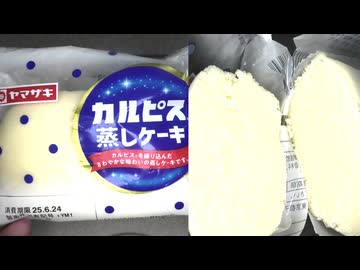 ヤマザキ
カルピス
蒸しケーキ
カルピスを練り込んだ
さわやかな味わいの蒸しケーキです。
消費期限 25.6.24